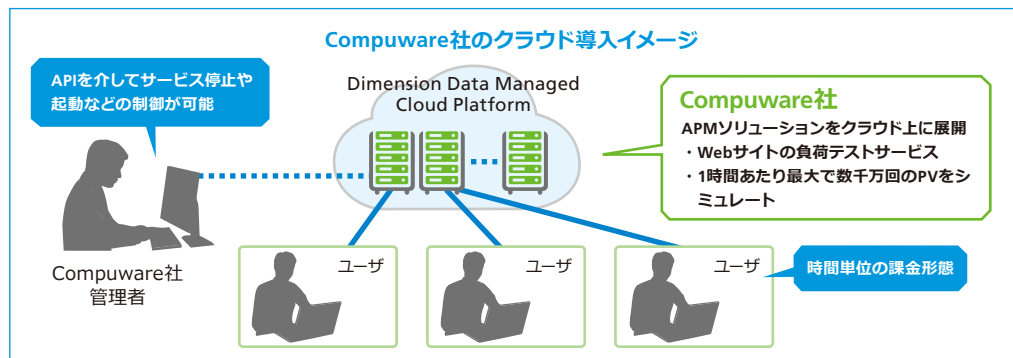 Compuware社のクラウド導入イメージ
APIを介してサービス停止や
起動などの制御が可能
Dimension Data Managed
Cloud Platform
Compuware社
APMソリューションをクラウド上に展開
・Webサイトの負荷テストサービス
・1時間あたり最大で数千万回のPVをシ
ミュレート
Compuware社
管理者
ユーザ
ユーザ
ユーザ
時間単位の課金形態